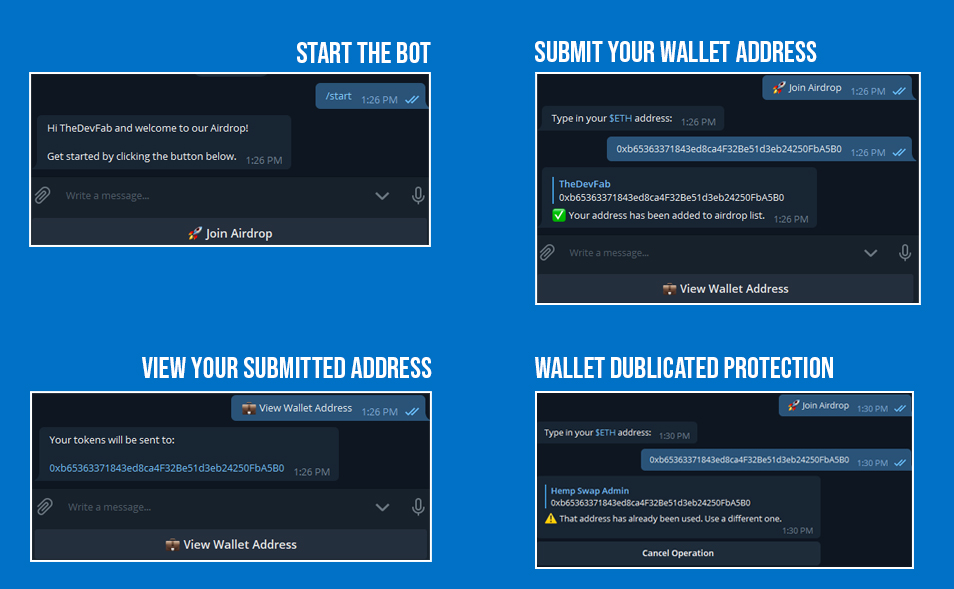 START THE BOT
/start 1:26 PM
Hi TheDevFab and welcome to our Airdrop!
Get started by clicking the button below. 1:26 PM
Write a message...
🚀 Join Airdrop
SUBMIT YOUR WALLET ADDRESS
🚀 Join Airdrop 1:26 PM
Type in your $ETH address: 1:26 PM
0xb65363371843ed8ca4F32Be51d3eb24250FbA5B0 1:26 PM
TheDevFab
0xb65363371843ed8ca4F32Be51d3eb24250FbA5B0
✅ Your address has been added to airdrop list. 1:26 PM
Write a message...
💼 View Wallet Address
VIEW YOUR SUBMITTED ADDRESS
💼 View Wallet Address 1:26 PM
Your tokens will be sent to:
0xb65363371843ed8ca4F32Be51d3eb24250FbA5B0 1:26 PM
Write a message...
💼 View Wallet Address
WALLET DUBLICATED PROTECTION
🚀 Join Airdrop 1:30 PM
Type in your $ETH address: 1:30 PM
0xb65363371843ed8ca4F32Be51d3eb24250FbA5B0 1:30 PM
Hemp Swap Admin
0xb65363371843ed8ca4F32Be51d3eb24250FbA5B0
⚠️ That address has already been used. Use a different one.
1:30 PM
Cancel Operation